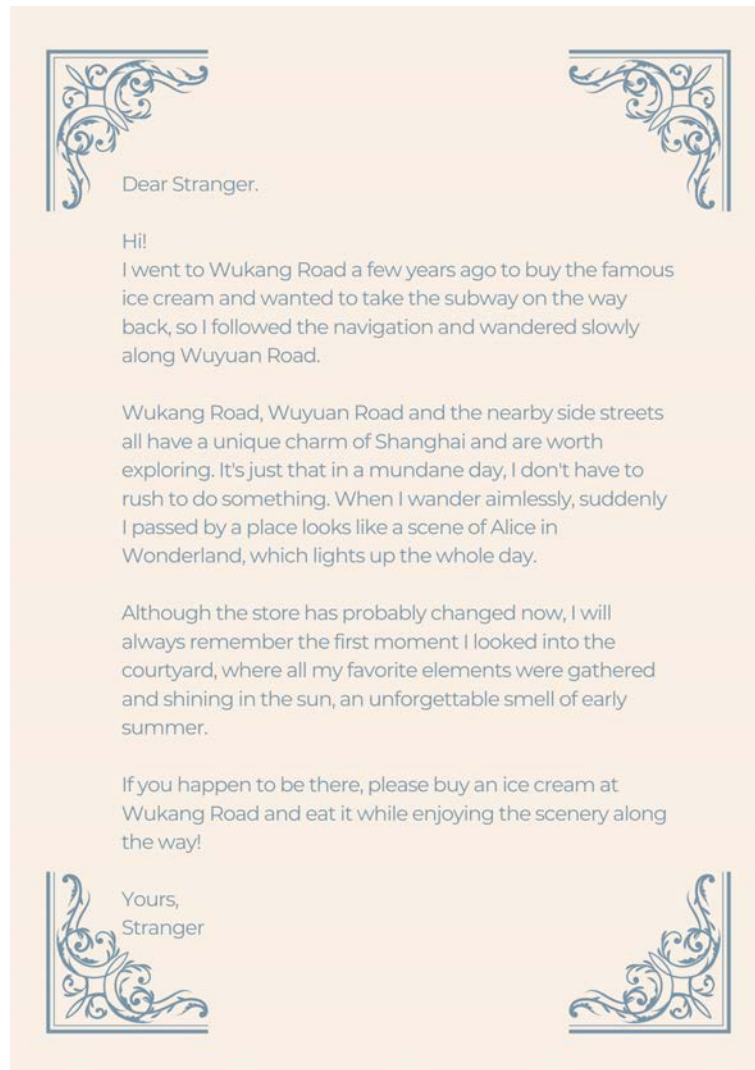 Dear Stranger.
Hi!
I went to Wukang Road a few years ago to buy the famous
ice cream and wanted to take the subway on the way
back, so I followed the navigation and wandered slowly
along Wuyuan Road.
Wukang Road, Wuyuan Road and the nearby side streets
all have a unique charm of Shanghai and are worth
exploring. It's just that in a mundane day, I don't have to
rush to do something. When I wander aimlessly, suddenly
I passed by a place looks like a scene of Alice in
Wonderland, which lights up the whole day.
Although the store has probably changed now, I will
always remember the first moment I looked into the
courtyard, where all my favorite elements were gathered
and shining in the sun, an unforgettable smell of early
summer.
If you happen to be there, please buy an ice cream at
Wukang Road and eat it while enjoying the scenery along
the way!
Yours,
Stranger